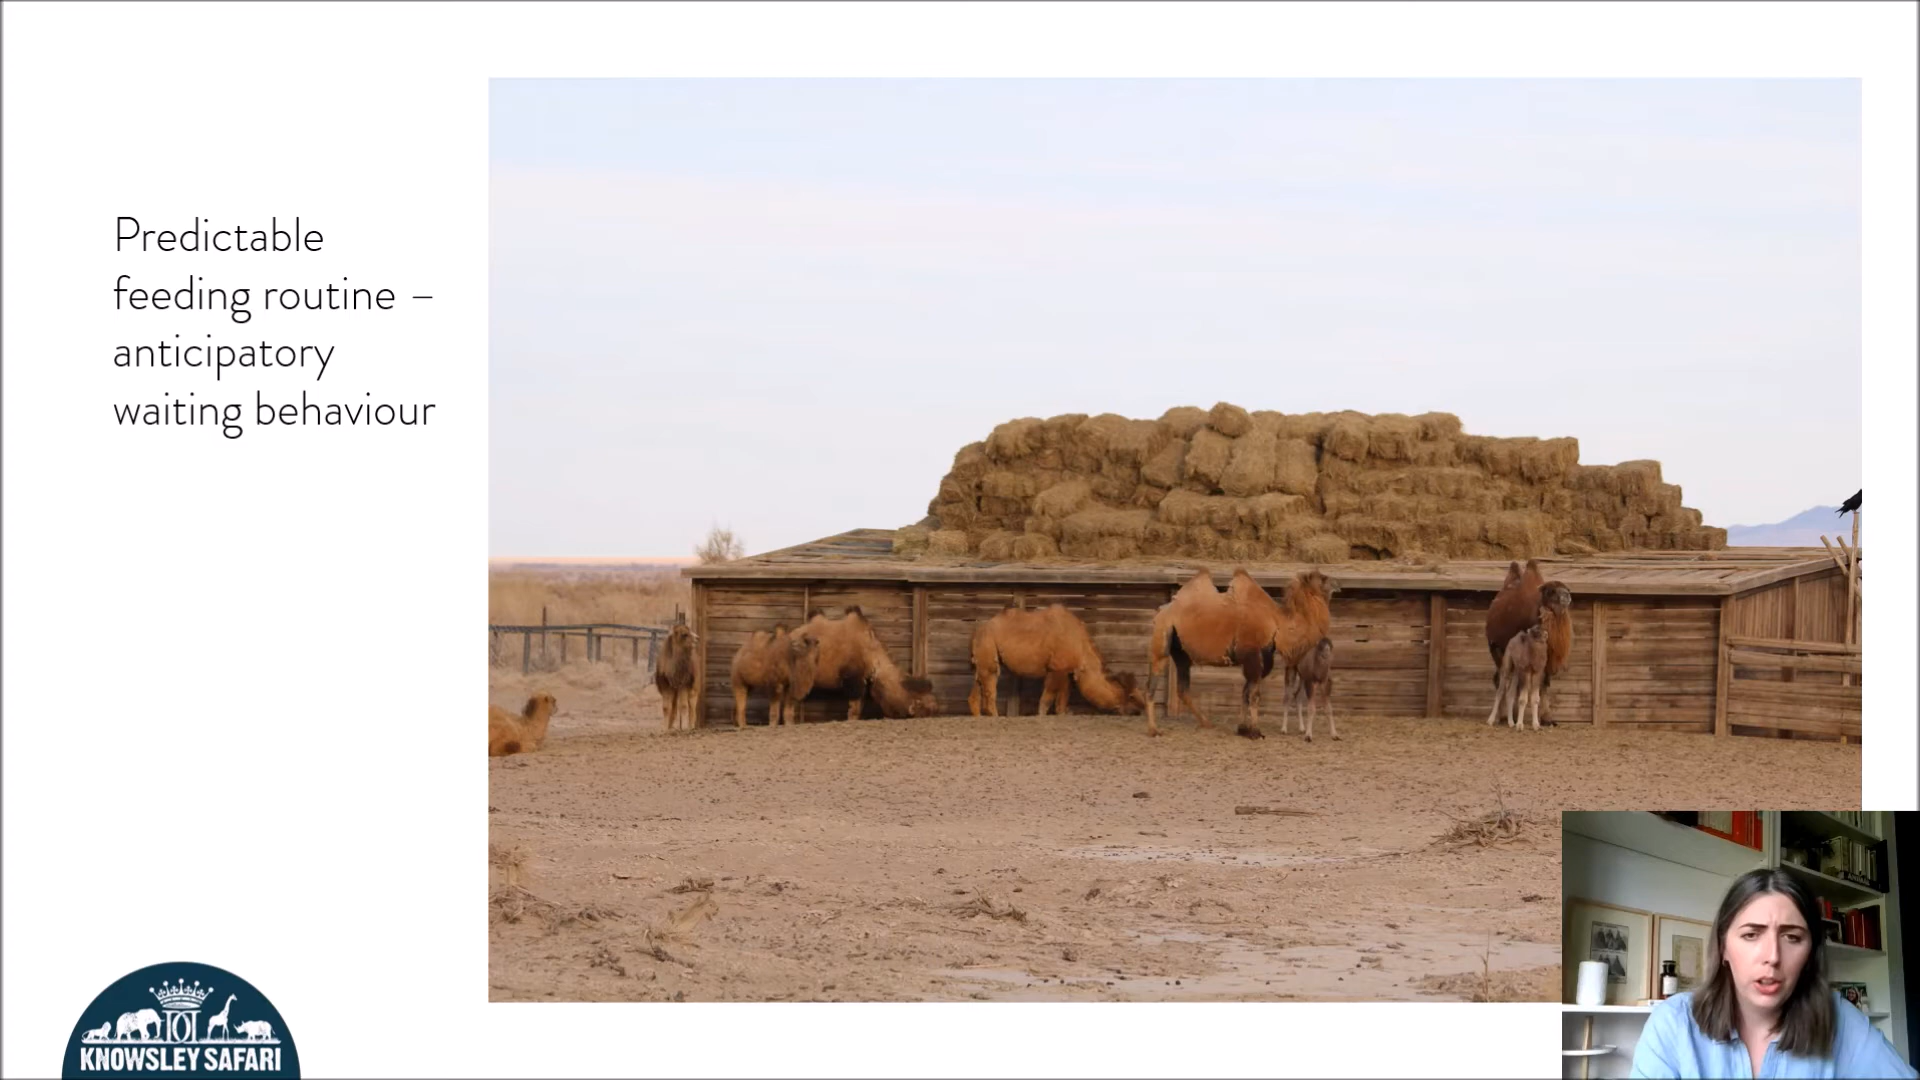 Predictable
feeding routine –
anticipatory
waiting behaviour
KNOWSLEY SAFARI